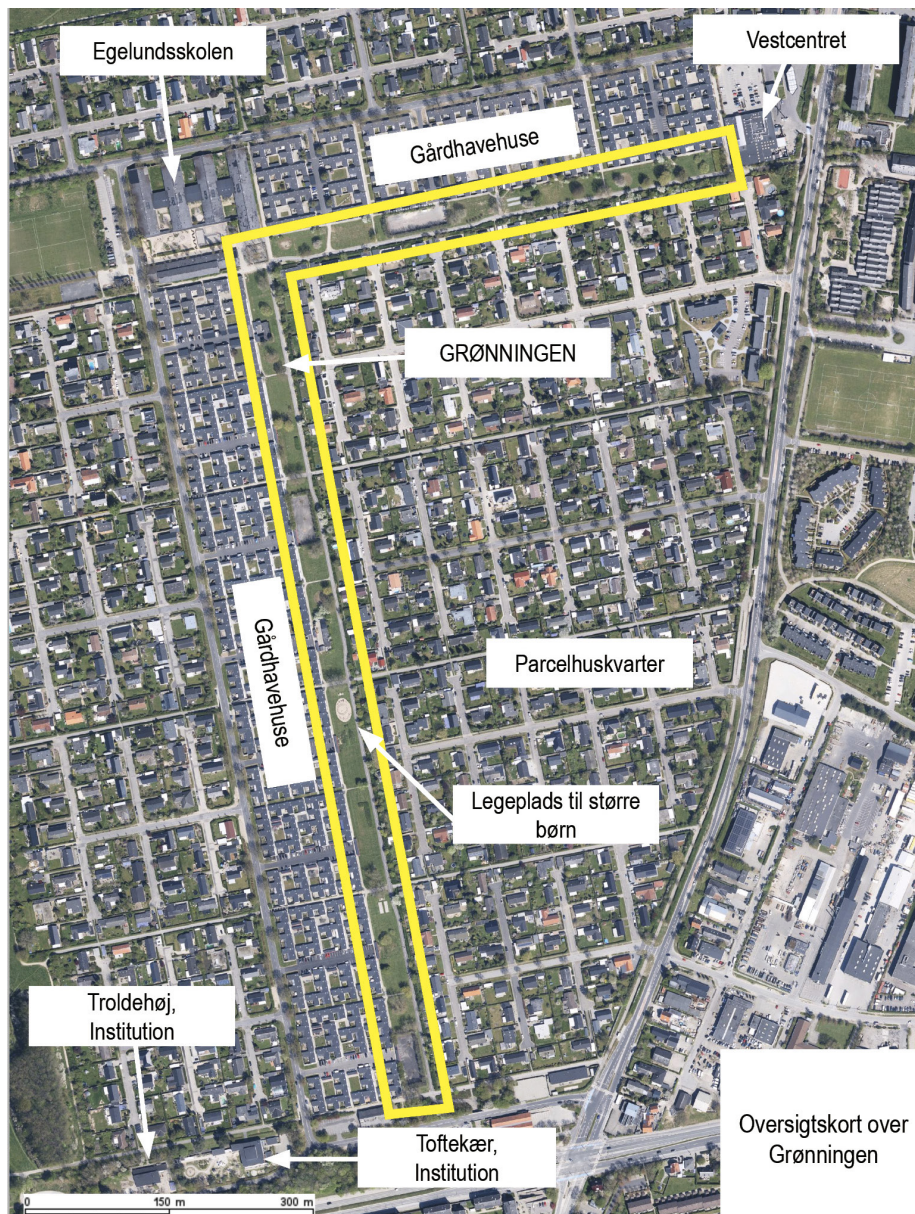 Egelundsskolen
Vestcentret
Gårdhavehuse
GRØNNINGEN
Gårdhavehuse
Parcelhuskvarter
Legeplads til større
børn
Troldehøj,
Institution
Toftekær,
Institution
Oversigtskort over
Grønningen
0 150 m 300 m